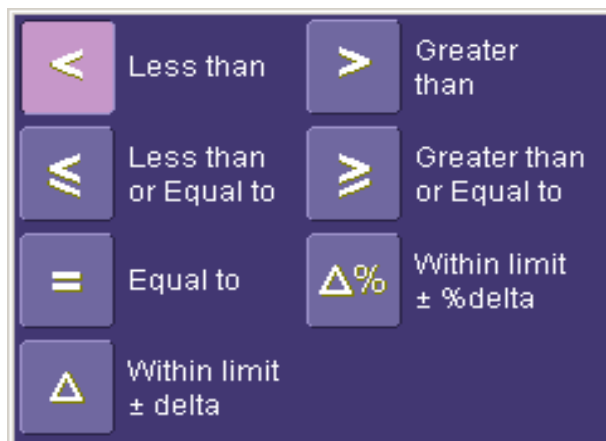 <
Less than
>
Greater
than
⩽
Less than
or Equal to
⩾
Greater than
or Equal to
=
Equal to
Δ%
Within limit
± %delta
Δ
Within limit
± delta